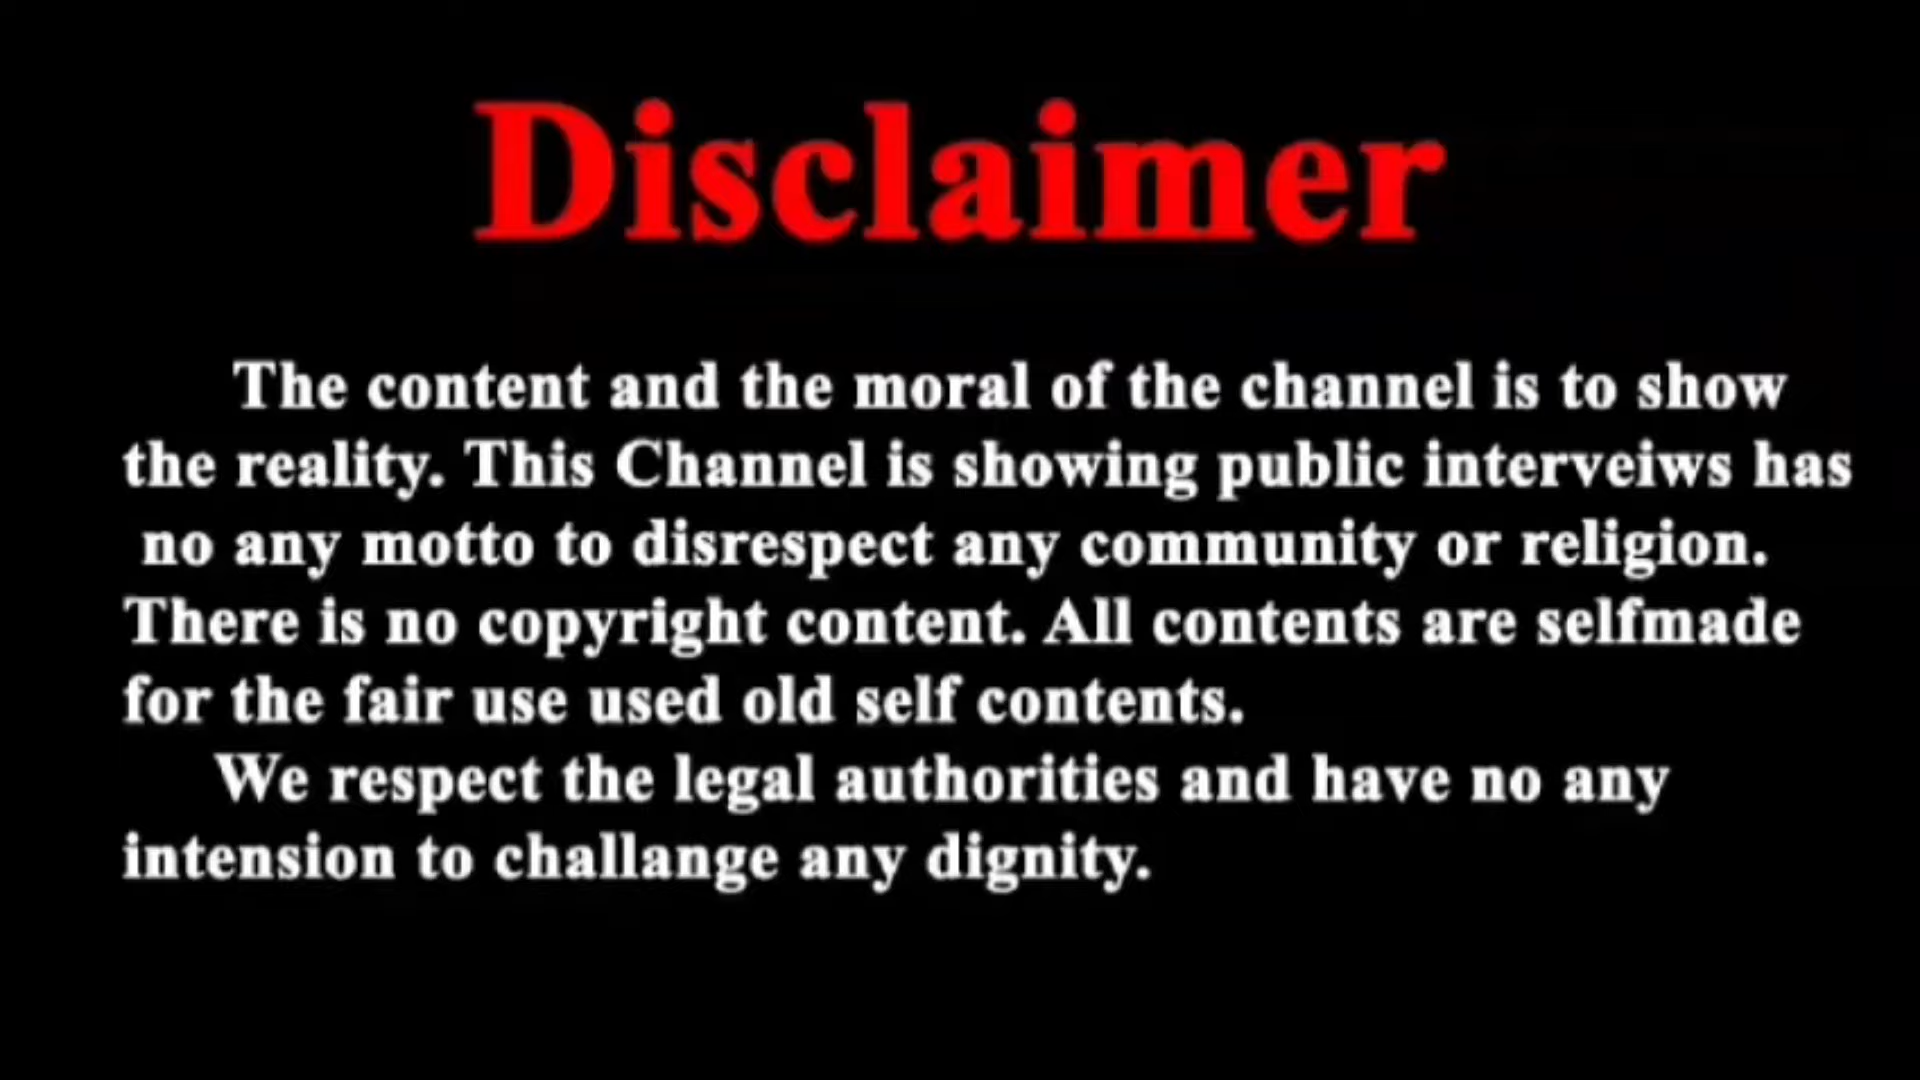 Disclaimer
The content and the moral of the channel is to show
the reality. This Channel is showing public interveiws has
no any motto to disrespect any community or religion.
There is no copyright content. All contents are selfmade
for the fair use used old self contents.
We respect the legal authorities and have no any
intension to challange any dignity.